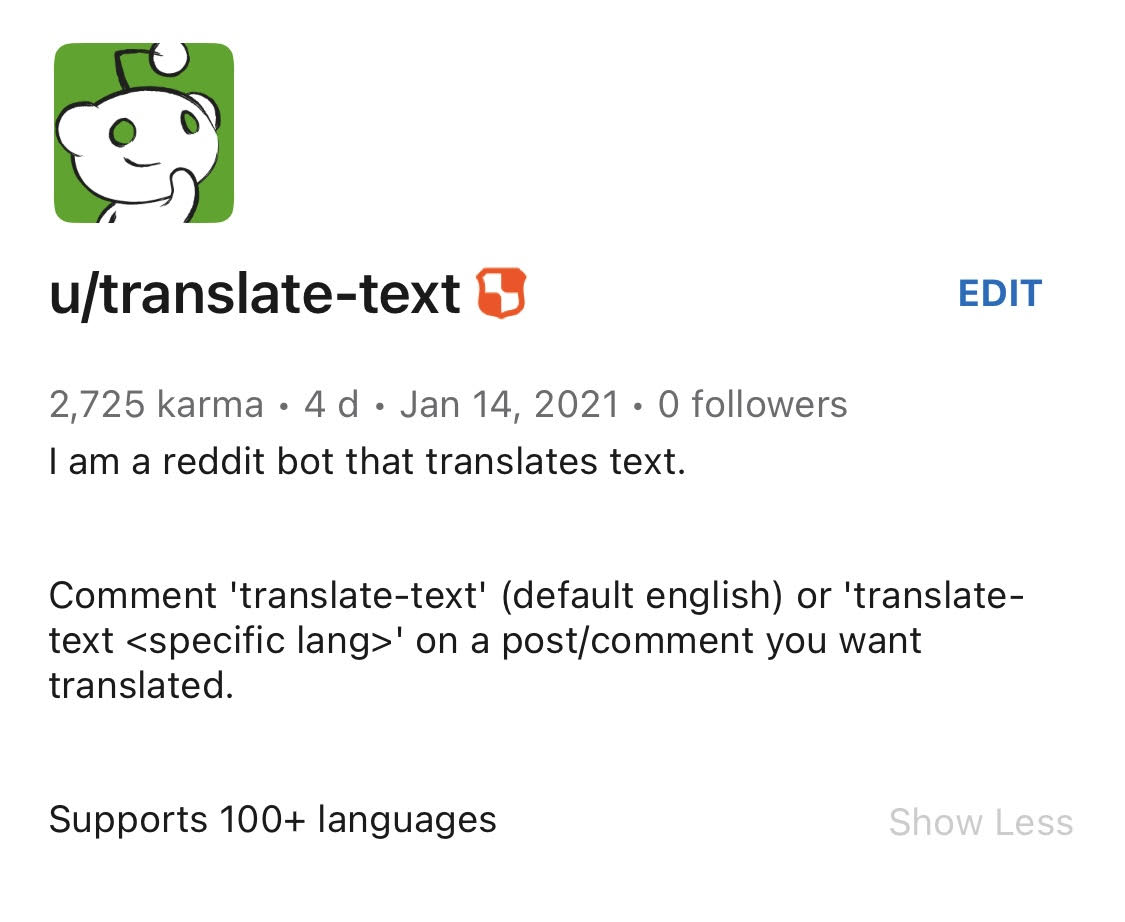 u/translate-text
EDIT
2,725 karma • 4 d • Jan 14, 2021 • 0 followers
I am a reddit bot that translates text.
Comment 'translate-text' (default english) or 'translate-
text <specific lang>' on a post/comment you want
translated.
Supports 100+ languages
Show Less